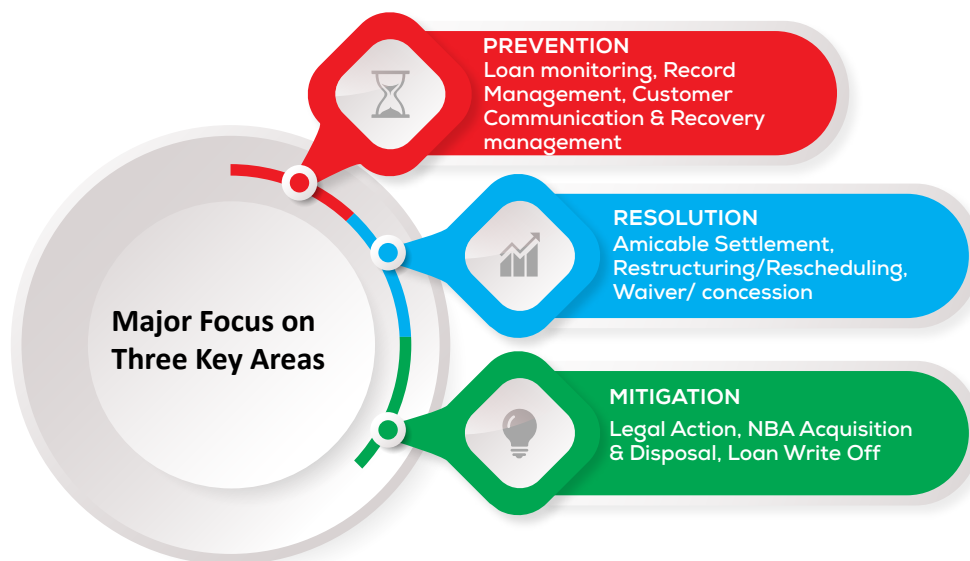 PREVENTION
Loan monitoring, Record
Management, Customer
Communication & Recovery
management
RESOLUTION
Amicable Settlement,
Restructuring/Rescheduling,
Waiver/ concession
Major Focus on
Three Key Areas
MITIGATION
Legal Action, NBA Acquisition
& Disposal, Loan Write Off